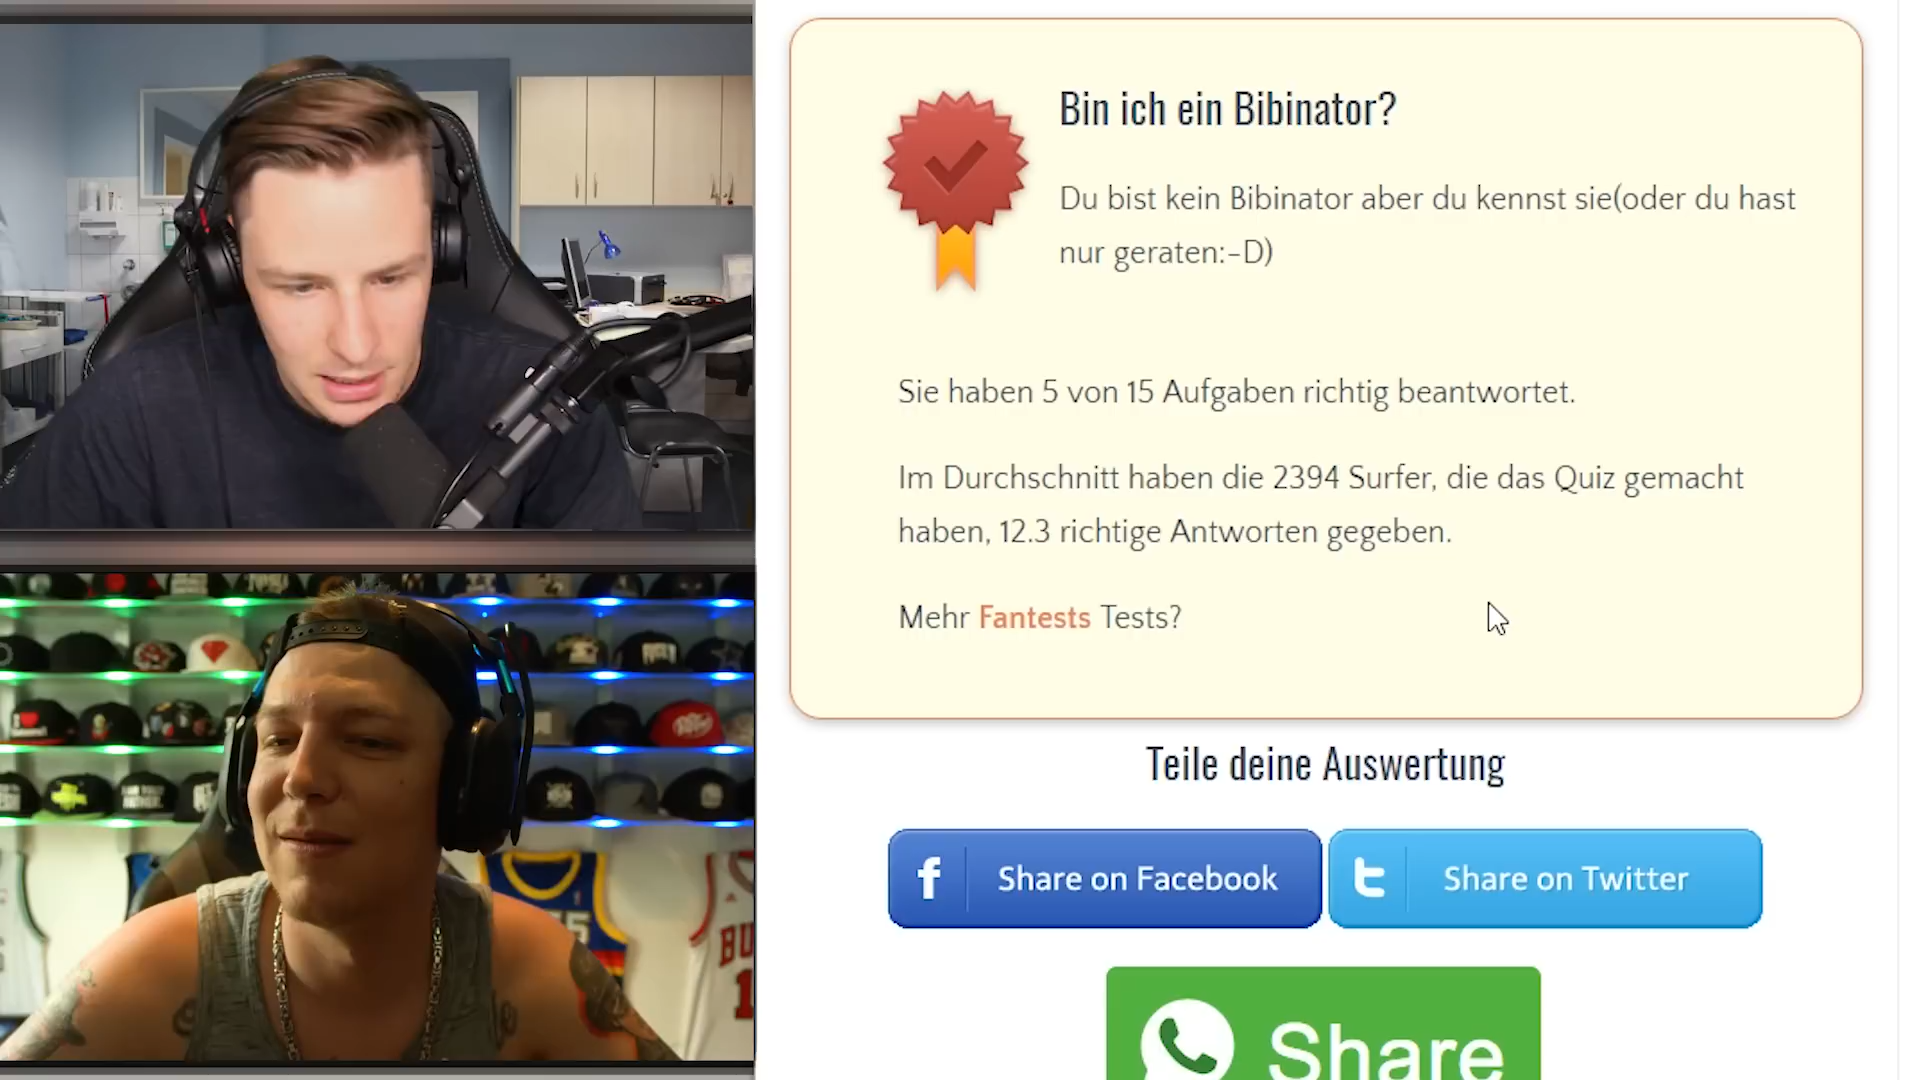 Bin ich ein Bibinator?
Du bist kein Bibinator aber du kennst sie(oder du hast
nur geraten:-D)
Sie haben 5 von 15 Aufgaben richtig beantwortet.
Im Durchschnitt haben die 2394 Surfer, die das Quiz gemacht
haben, 12.3 richtige Antworten gegeben.
Mehr Fantests Tests?
Teile deine Auswertung
Share on Facebook
Share on Twitter
Share